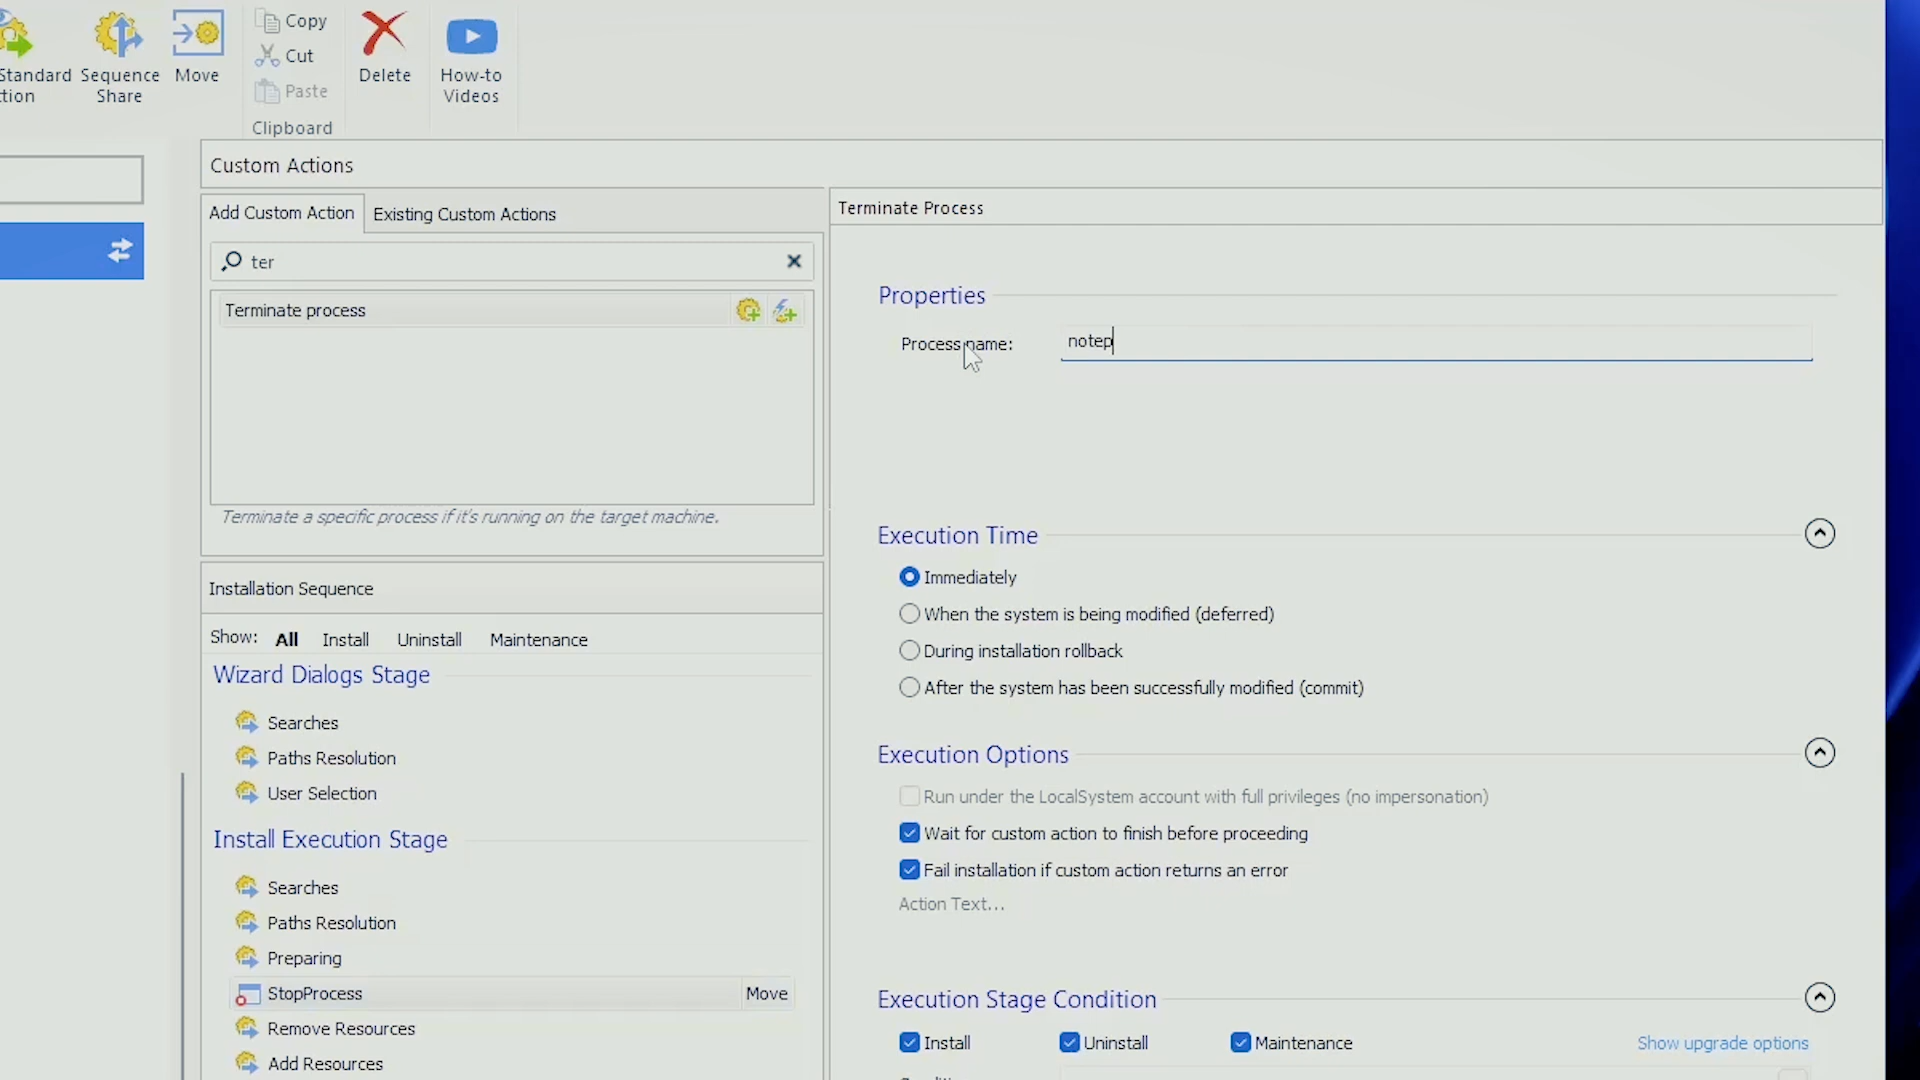 Standard
tion
Sequence
Share
Move
Copy
Cut
Paste
Clipboard
Delete
How-to
Videos
Custom Actions
Add Custom Action
Existing Custom Actions
ter
Terminate process
Terminate a specific process if it's running on the target machine.
Installation Sequence
Show: All Install Uninstall Maintenance
Wizard Dialogs Stage
Searches
Paths Resolution
User Selection
Install Execution Stage
Searches
Paths Resolution
Preparing
StopProcess Move
Remove Resources
Add Resources
Terminate Process
Properties
Process name: notep
Execution Time
Immediately
When the system is being modified (deferred)
During installation rollback
After the system has been successfully modified (commit)
Execution Options
Run under the LocalSystem account with full privileges (no impersonation)
Wait for custom action to finish before proceeding
Fail installation if custom action returns an error
Action Text...
Execution Stage Condition
Install Uninstall Maintenance Show upgrade options